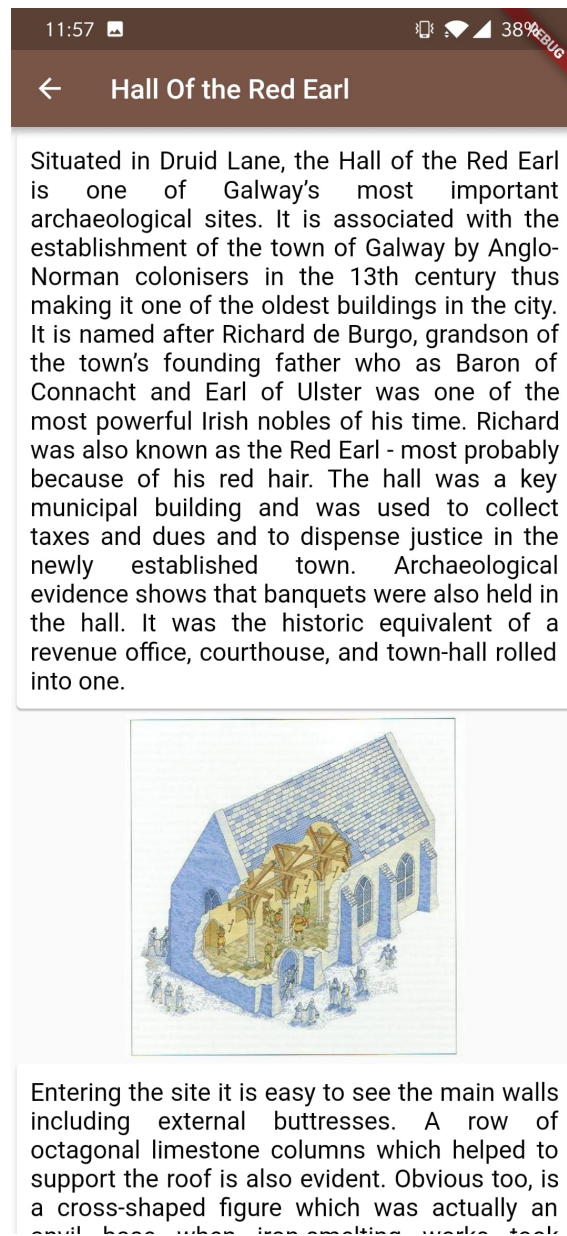 11:57
38%
DEBUG
Hall Of the Red Earl
Situated in Druid Lane, the Hall of the Red Earl
is one of Galway’s most important
archaeological sites. It is associated with the
establishment of the town of Galway by Anglo-
Norman colonisers in the 13th century thus
making it one of the oldest buildings in the city.
It is named after Richard de Burgo, grandson of
the town’s founding father who as Baron of
Connacht and Earl of Ulster was one of the
most powerful Irish nobles of his time. Richard
was also known as the Red Earl - most probably
because of his red hair. The hall was a key
municipal building and was used to collect
taxes and dues and to dispense justice in the
newly established town. Archaeological
evidence shows that banquets were also held in
the hall. It was the historic equivalent of a
revenue office, courthouse, and town-hall rolled
into one.
Entering the site it is easy to see the main walls
including external buttresses. A row of
octagonal limestone columns which helped to
support the roof is also evident. Obvious too, is
a cross-shaped figure which was actually an
anvil base when iron-smelting works took